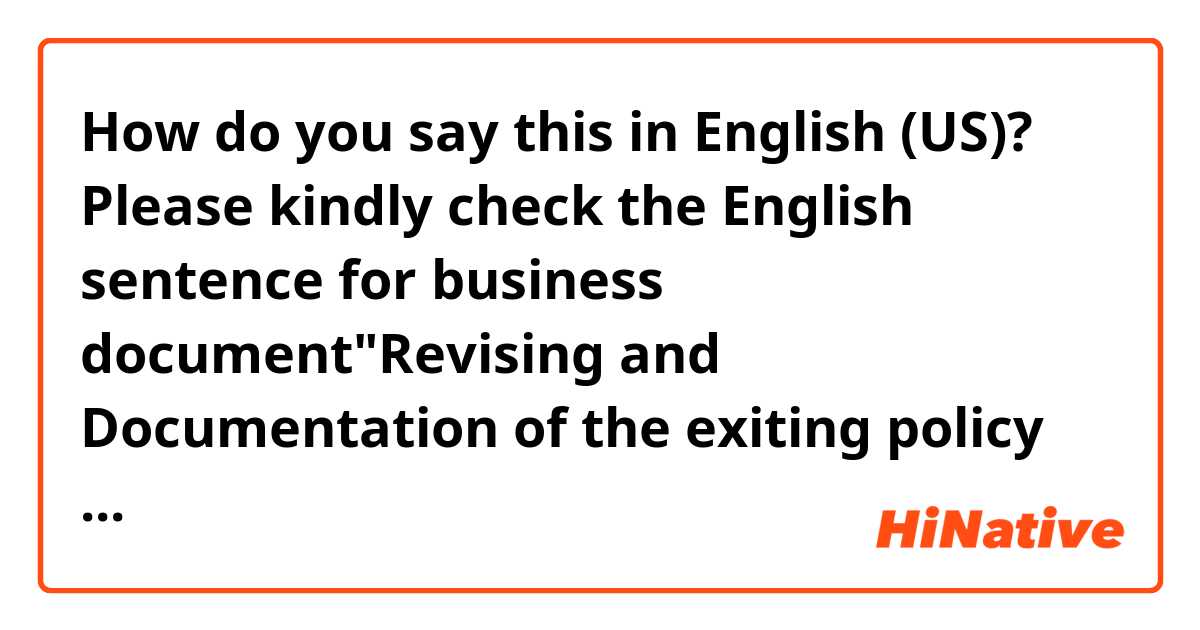 How do you say this in English (US)?
Please kindly check the English
sentence for business
document"Revising and
Documentation of the exiting policy
...
HiNative